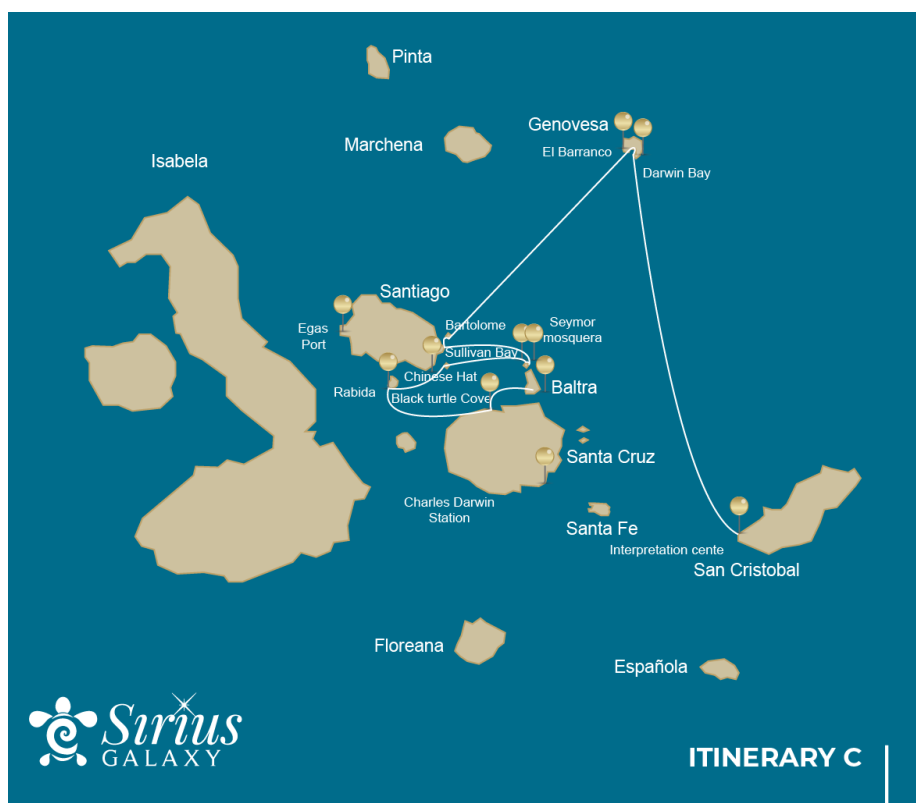 Pinta
Marchena
Genovesa
El Barranco
Darwin Bay
Isabela
Santiago
Egas
Port
Bartolome
Sullivan Bay
Seymor
mosquera
Chinese Hat
Rabida
Black turtle Cove
Baltra
Santa Cruz
Charles Darwin
Station
Santa Fe
Interpretation cente
San Cristobal
Floreana
Española
Sirius
GALAXY
ITINERARY C